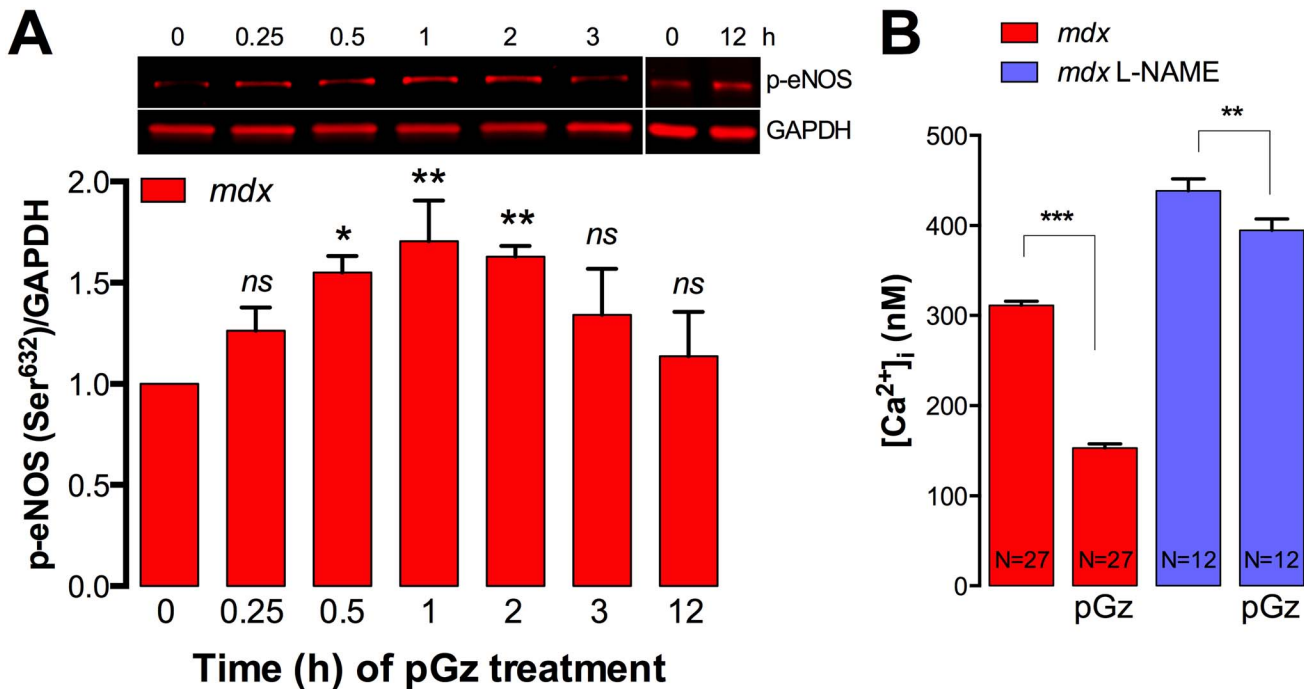 A
0 0.25 0.5 1 2 3 0 12 h
p-eNOS
GAPDH
p-eNOS (Ser⁶³²)/GAPDH
2.0
1.5
1.0
0.5
0.0
mdx
ns
*
**
**
ns
ns
0 0.25 0.5 1 2 3 12
Time (h) of pGz treatment
B
mdx
mdx L-NAME
[Ca²⁺]ᵢ (nM)
500
400
300
200
100
0
***
**
N=27 N=27 N=12 N=12
pGz pGz